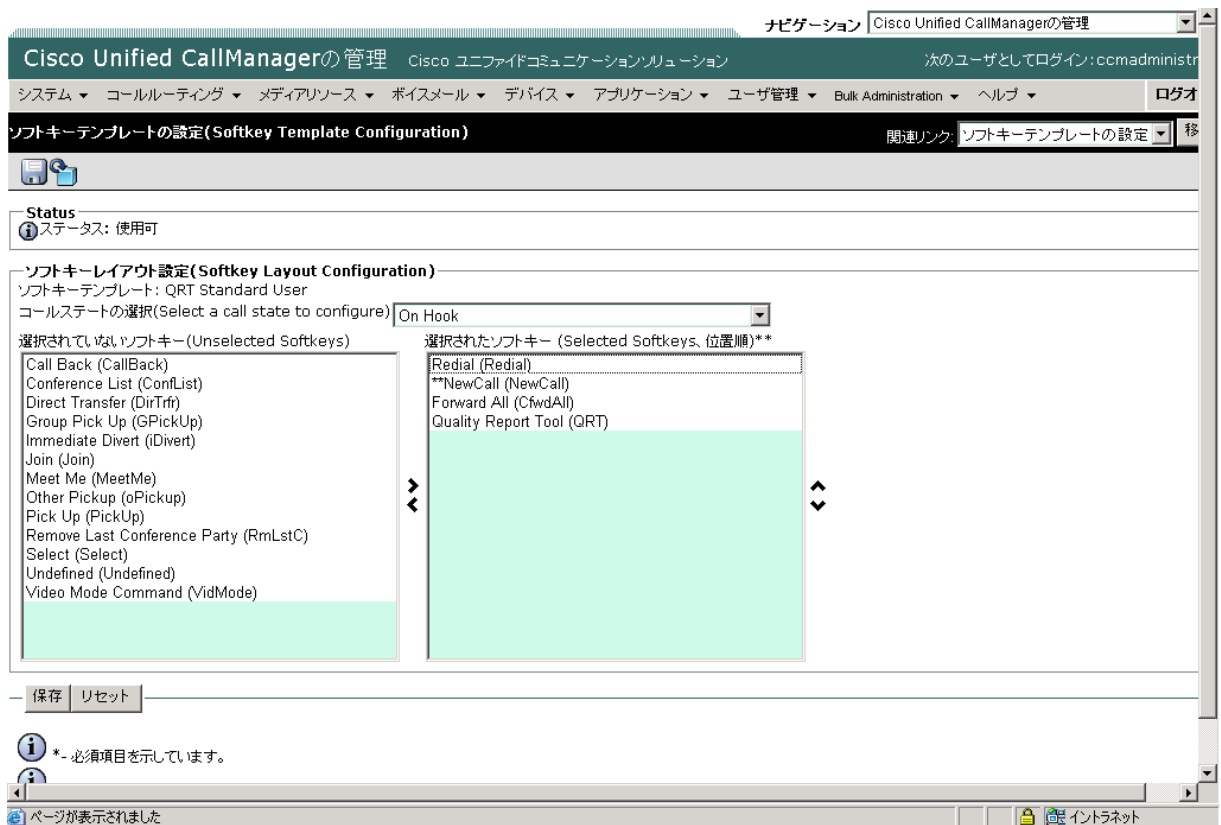 ナビゲーション Cisco Unified CallManagerの管理
Cisco Unified CallManagerの管理 Cisco ユニファイドコミュニケーションソリューション 次のユーザとしてログイン:ccmadministr
システム コールルーティング メディアリソース ボイスメール デバイス アプリケーション ユーザ管理 Bulk Administration ヘルプ ログオ
ソフトキーテンプレートの設定(Softkey Template Configuration) 関連リンク: ソフトキーテンプレートの設定 移
Status
ステータス: 使用可
ソフトキーレイアウト設定(Softkey Layout Configuration)
ソフトキーテンプレート: QRT Standard User
コールステートの選択(Select a call state to configure) On Hook
選択されていないソフトキー(Unselected Softkeys) 選択されたソフトキー (Selected Softkeys、位置順)**
Call Back (CallBack)
Conference List (ConfList)
Direct Transfer (DirTrfr)
Group Pick Up (GPickUp)
Immediate Divert (iDivert)
Join (Join)
Meet Me (MeetMe)
Other Pickup (oPickup)
Pick Up (PickUp)
Remove Last Conference Party (RmLstC)
Select (Select)
Undefined (Undefined)
Video Mode Command (VidMode)
Redial (Redial)
**NewCall (NewCall)
Forward All (CfwdAll)
Quality Report Tool (QRT)
保存 リセット
*- 必須項目を示しています。
ページが表示されました イントラネット